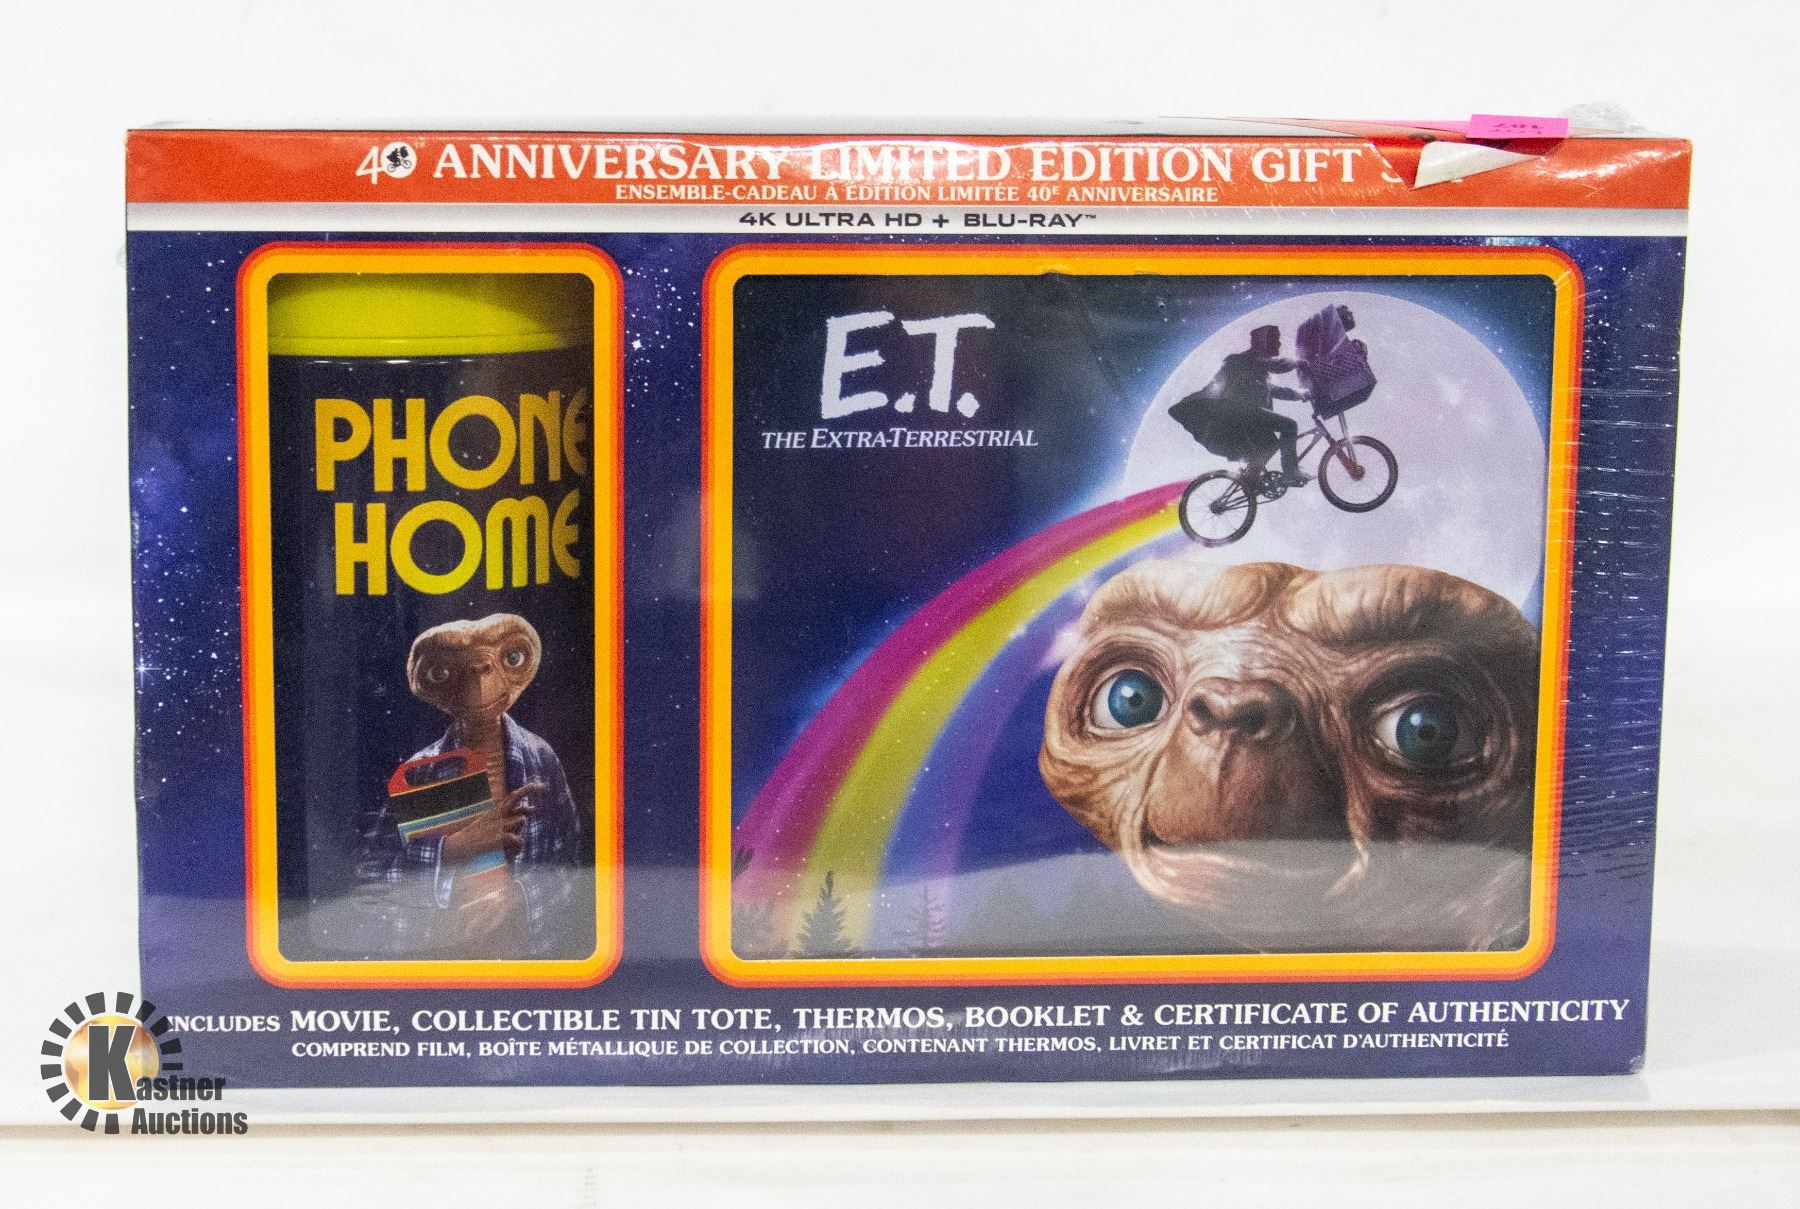 40™ ANNIVERSARY LIMITED EDITION GIFT
ENSEMBLE-CADEAU À ÉDITION LIMITÉE 40E ANNIVERSAIRE
4K ULTRA HD + BLU-RAY™
PHONE
HOME
E.T.
THE EXTRA-TERRESTRIAL
INCLUDES MOVIE, COLLECTIBLE TIN TOTE, THERMOS, BOOKLET & CERTIFICATE OF AUTHENTICITY
COMPREND FILM, BOÎTE MÉTALLIQUE DE COLLECTION, CONTENANT THERMOS, LIVRET ET CERTIFICAT D'AUTHENTICITÉ
Kastner
Auctions